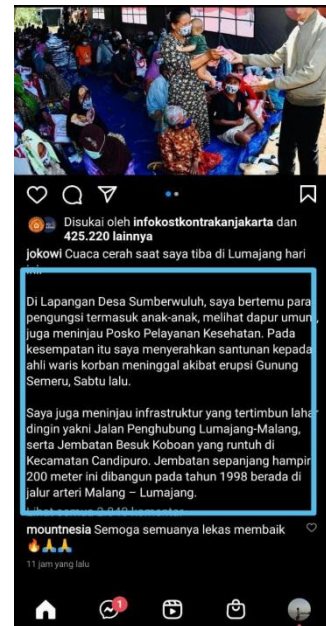 Disukai oleh infokostkontrakanjakarta dan
425.220 lainnya
jokowi Cuaca cerah saat saya tiba di Lumajang hari
ini.
Di Lapangan Desa Sumberwuluh, saya bertemu para
pengungsi termasuk anak-anak, melihat dapur umum,
juga meninjau Posko Pelayanan Kesehatan. Pada
kesempatan itu saya menyerahkan santunan kepada
ahli waris korban meninggal akibat erupsi Gunung
Semeru, Sabtu lalu.
Saya juga meninjau infrastruktur yang tertimbun lahar
dingin yakni Jalan Penghubung Lumajang-Malang,
serta Jembatan Besuk Koboan yang runtuh di
Kecamatan Candipuro. Jembatan sepanjang hampir
200 meter ini dibangun pada tahun 1998 berada di
jalur arteri Malang – Lumajang.
Lihat semua komentar
mountnesia Semoga semuanya lekas membaik
🔥🙏🙏
11 jam yang lalu
1